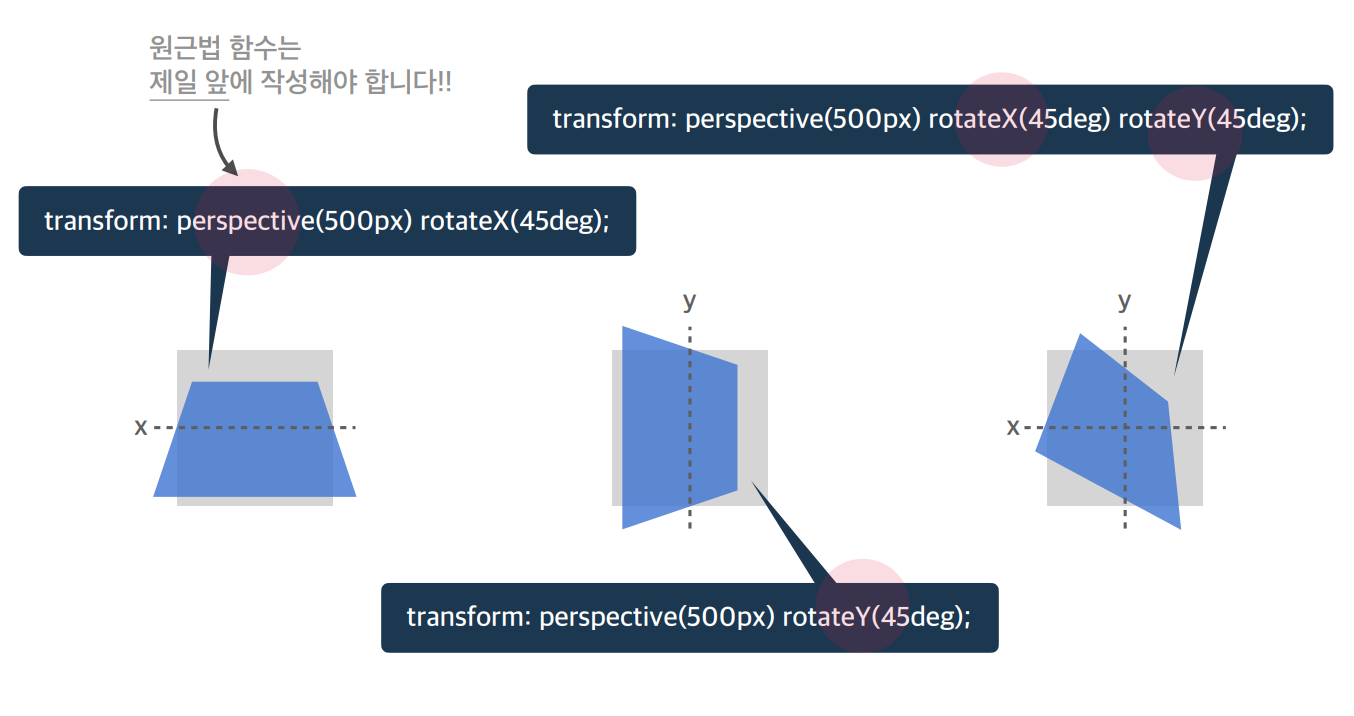 원근법 함수는
제일 앞에 작성해야 합니다!!
transform: perspective(500px) rotateX(45deg) rotateY(45deg);
transform: perspective(500px) rotateX(45deg);
y
y
x
x
transform: perspective(500px) rotateY(45deg);